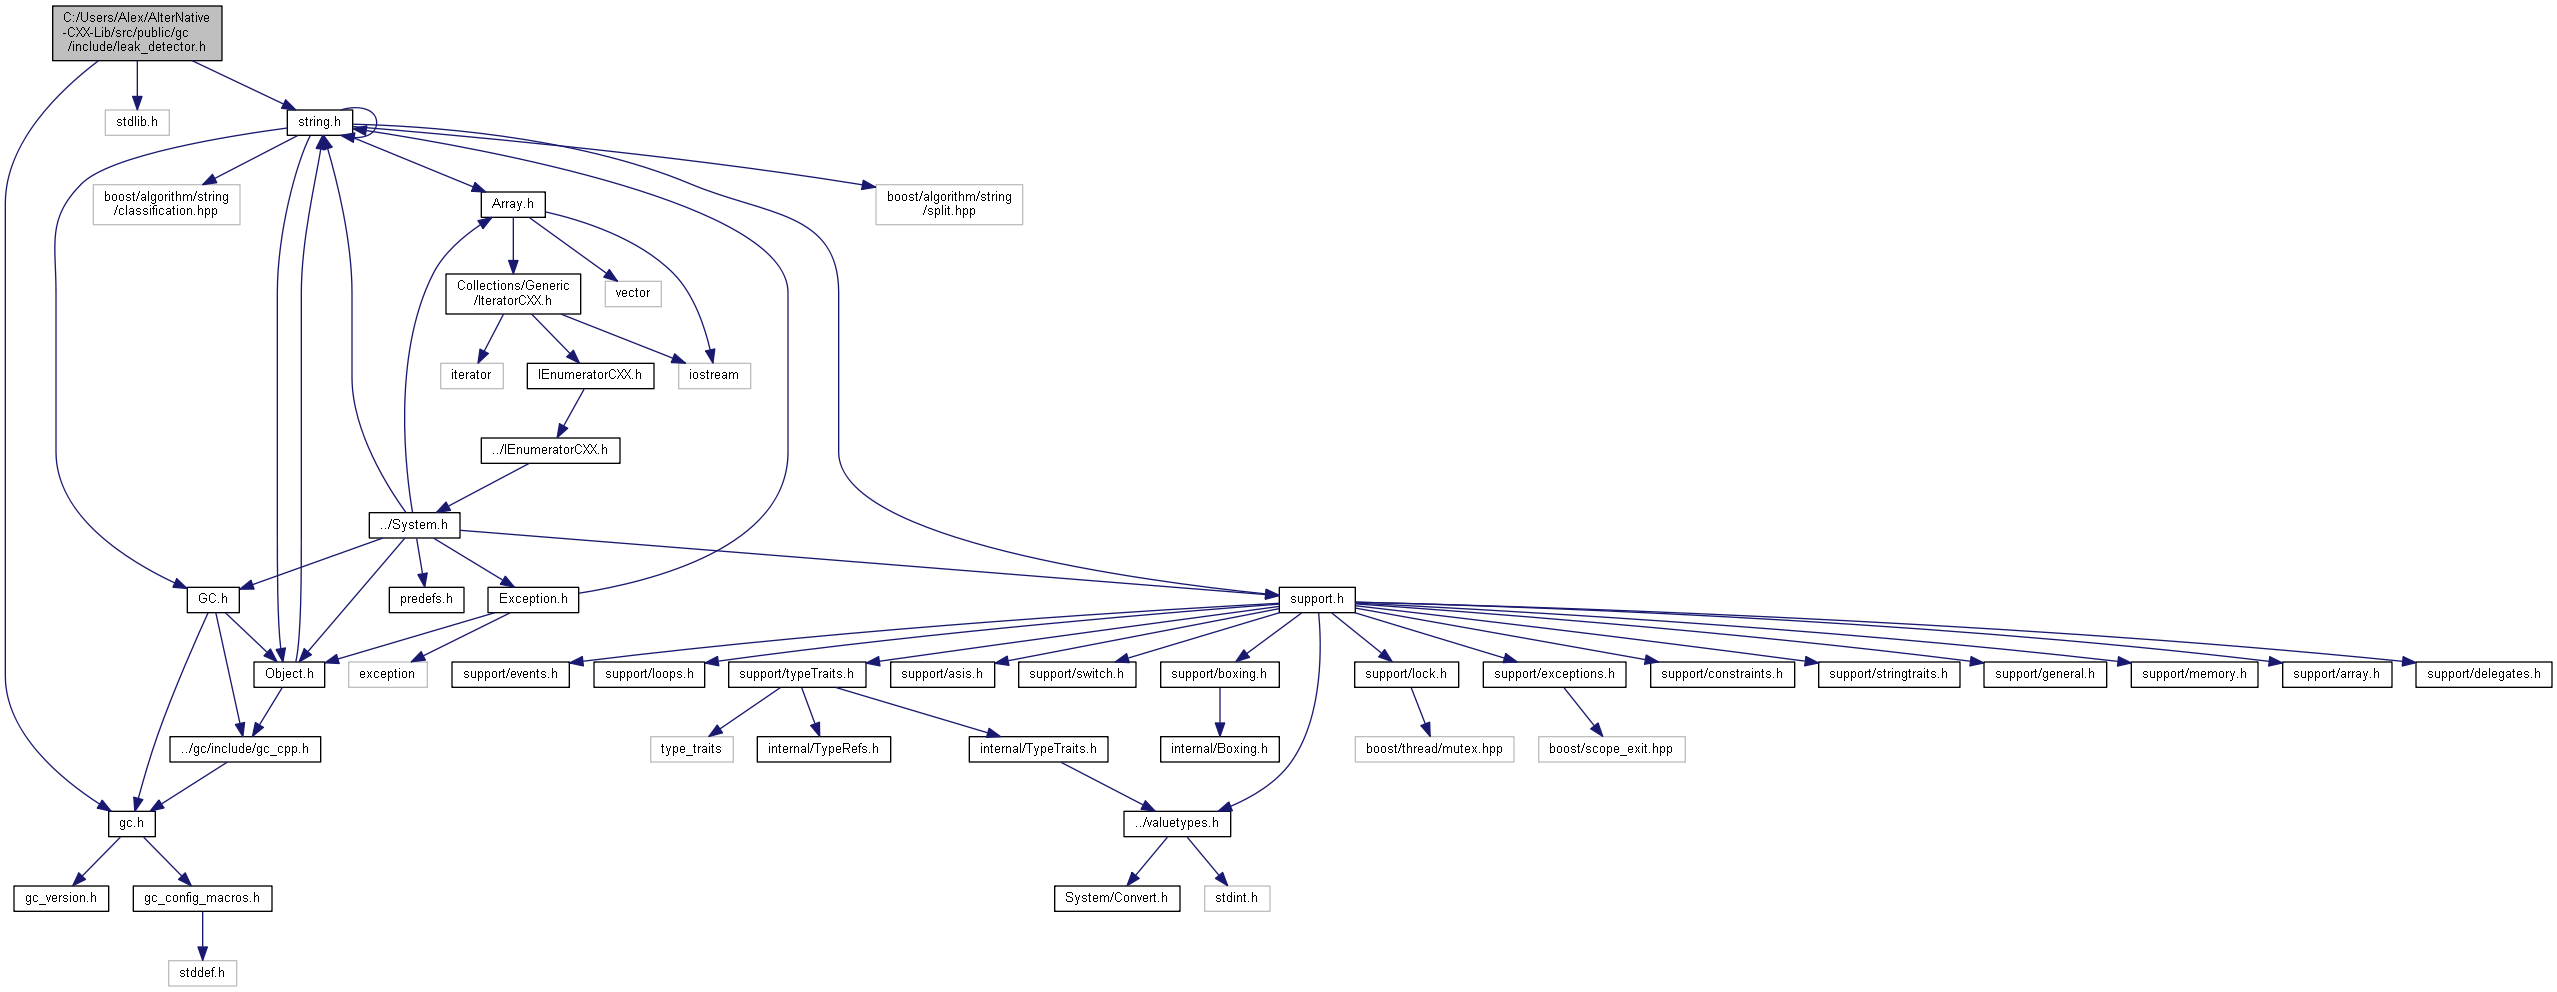 C:/Users/Alex/AlterNative
-CXX-Lib/src/public/gc
/include/leak_detector.h
stdlib.h
string.h
boost/algorithm/string
/classification.hpp
Array.h
boost/algorithm/string
/split.hpp
Collections/Generic
/IteratorCXX.h
vector
iterator
IEnumeratorCXX.h
iostream
../IEnumeratorCXX.h
../System.h
GC.h
predefs.h
Exception.h
support.h
Object.h
exception
support/events.h
support/loops.h
support/typeTraits.h
support/asis.h
support/switch.h
support/boxing.h
support/lock.h
support/exceptions.h
support/constraints.h
support/stringtraits.h
support/general.h
support/memory.h
support/array.h
support/delegates.h
../gc/include/gc_cpp.h
type_traits
internal/TypeRefs.h
internal/TypeTraits.h
internal/Boxing.h
boost/thread/mutex.hpp
boost/scope_exit.hpp
gc.h
../valuetypes.h
gc_version.h
gc_config_macros.h
System/Convert.h
stdint.h
stddef.h